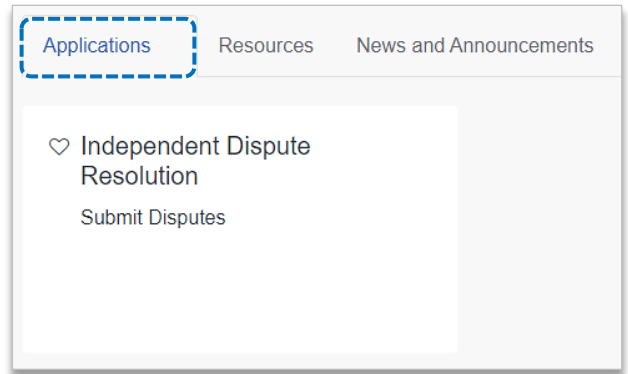 Applications Resources News and Announcements
Independent Dispute
Resolution
Submit Disputes